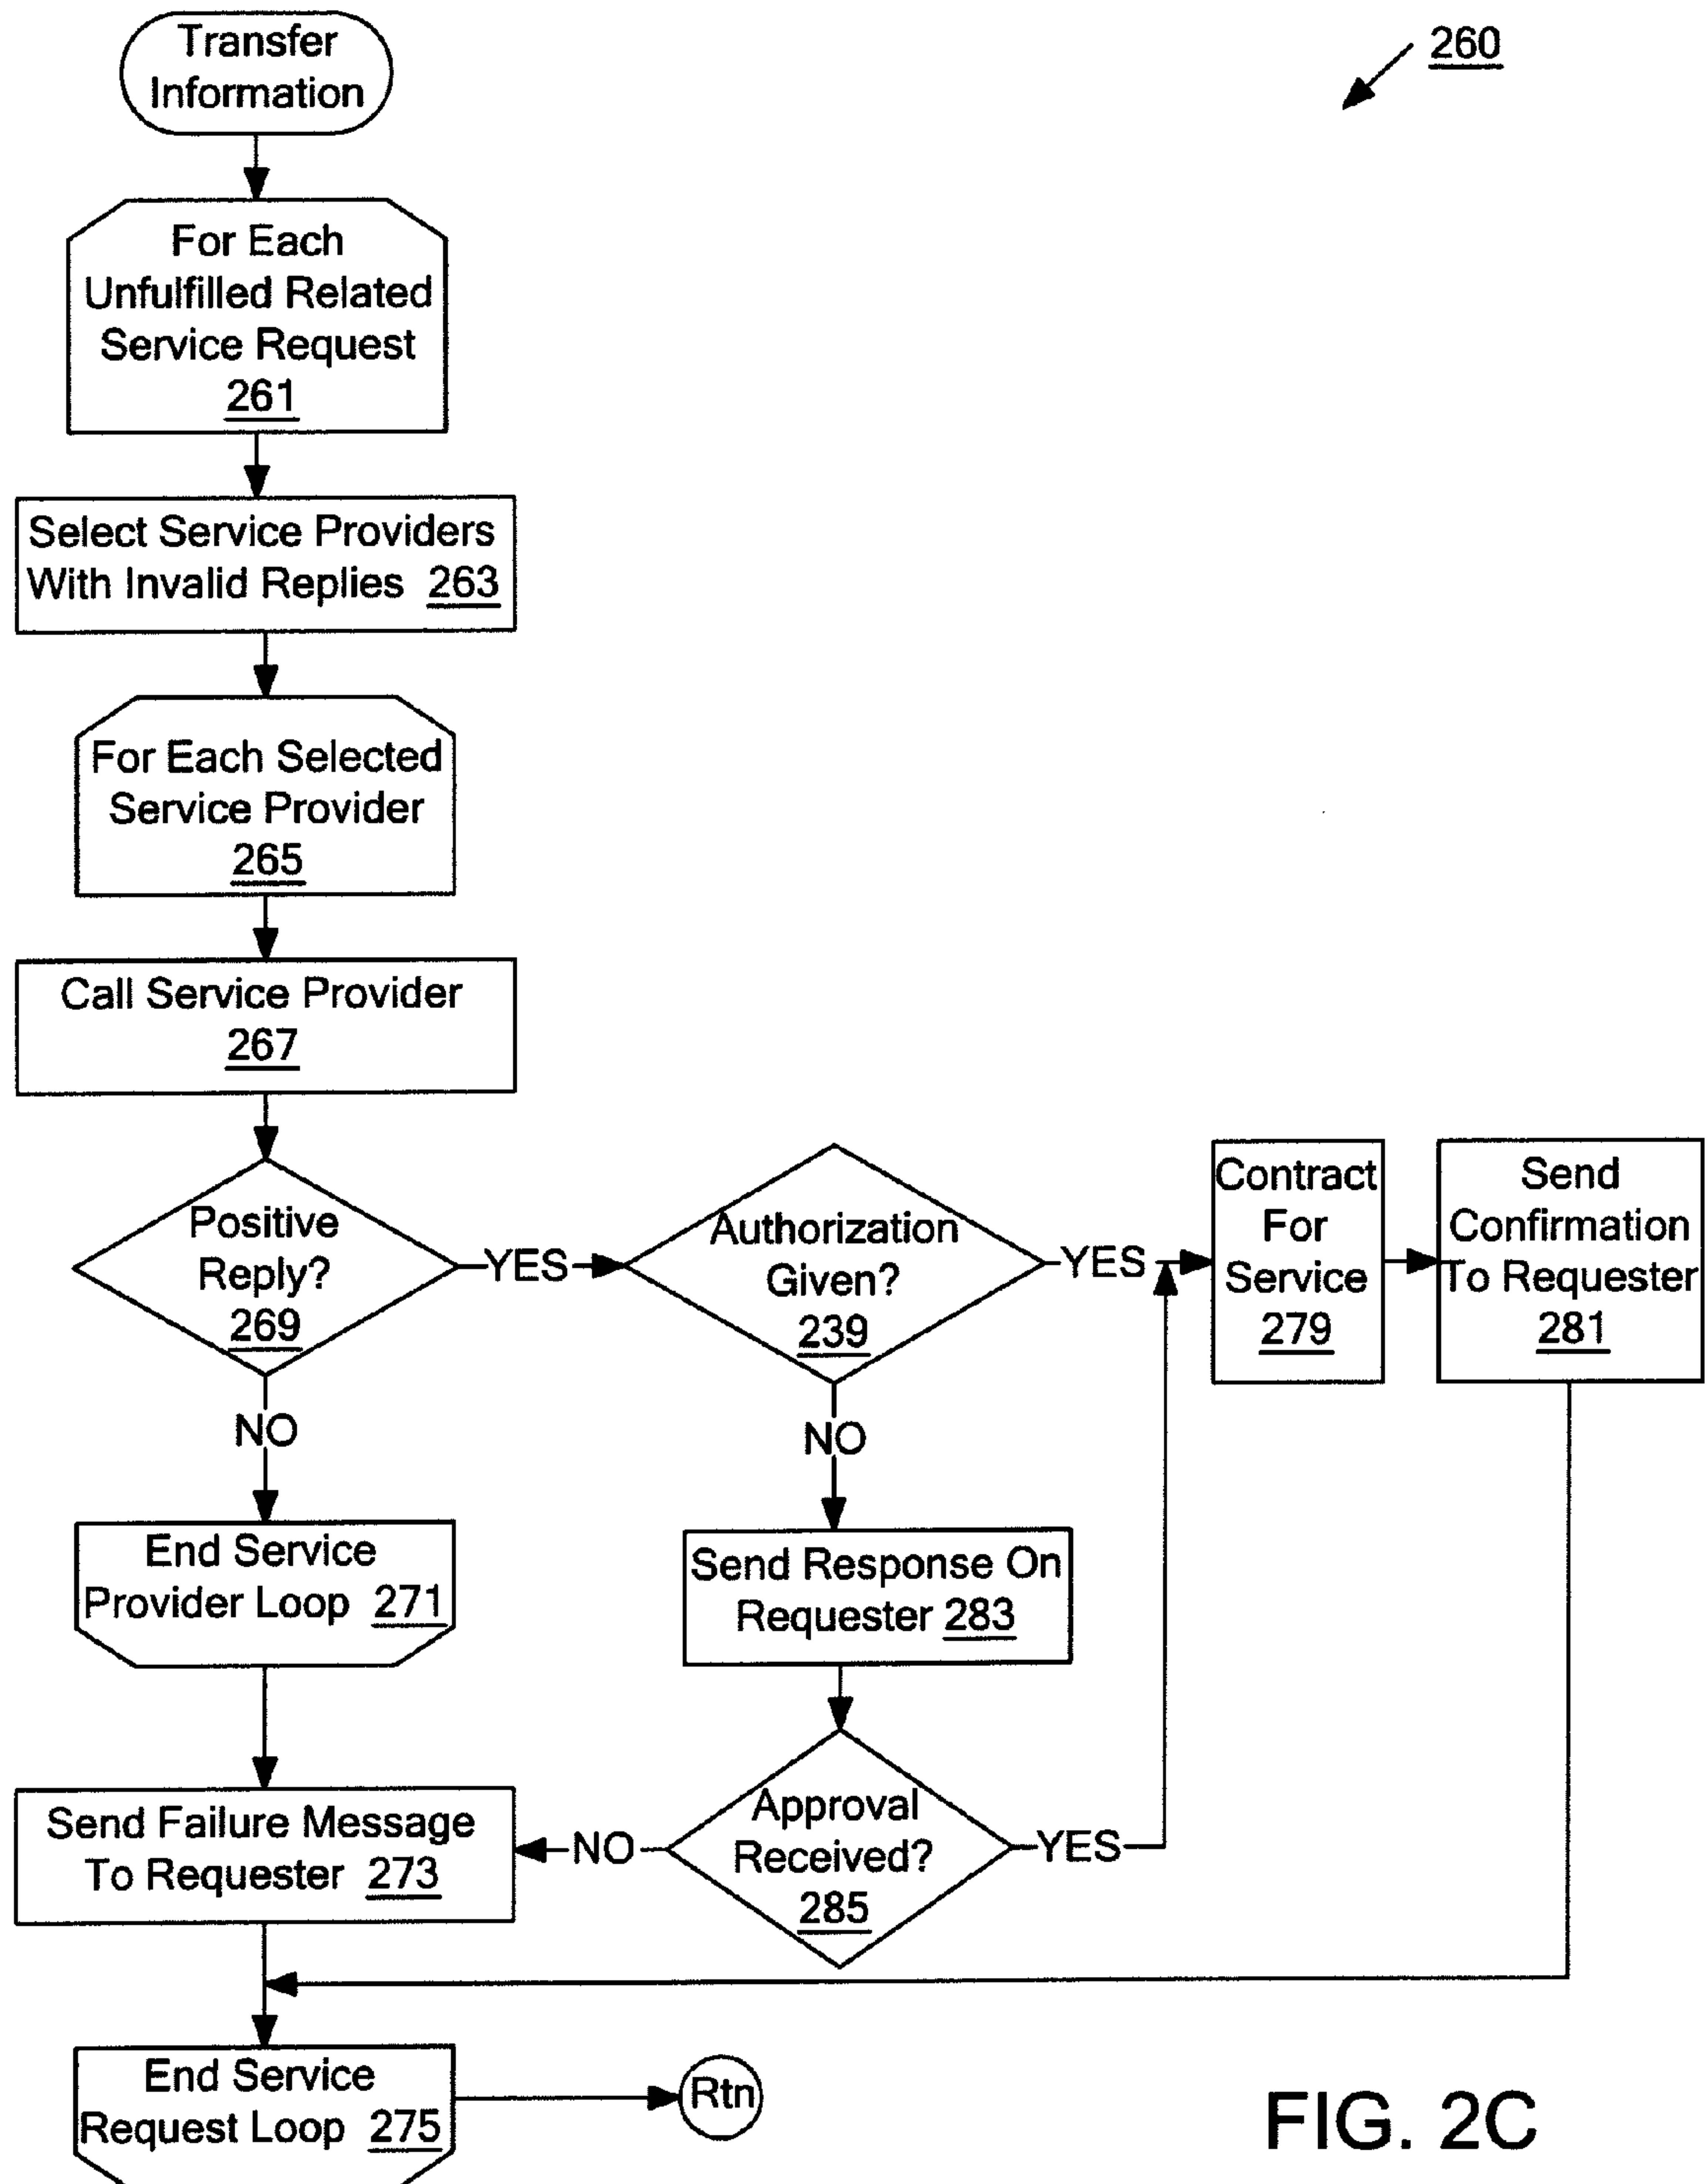 Transfer
Information
260
For Each
Unfulfilled Related
Service Request
261
Select Service Providers
With Invalid Replies 263
For Each Selected
Service Provider
265
Call Service Provider
267
Positive
Reply?
269
YES
Authorization
Given?
239
YES
Contract
For
Service
279
Send
Confirmation
To Requester
281
NO
NO
End Service
Provider Loop 271
Send Response On
Requester 283
Send Failure Message
To Requester 273
NO
Approval
Received?
285
YES
End Service
Request Loop 275
Rtn
FIG. 2C